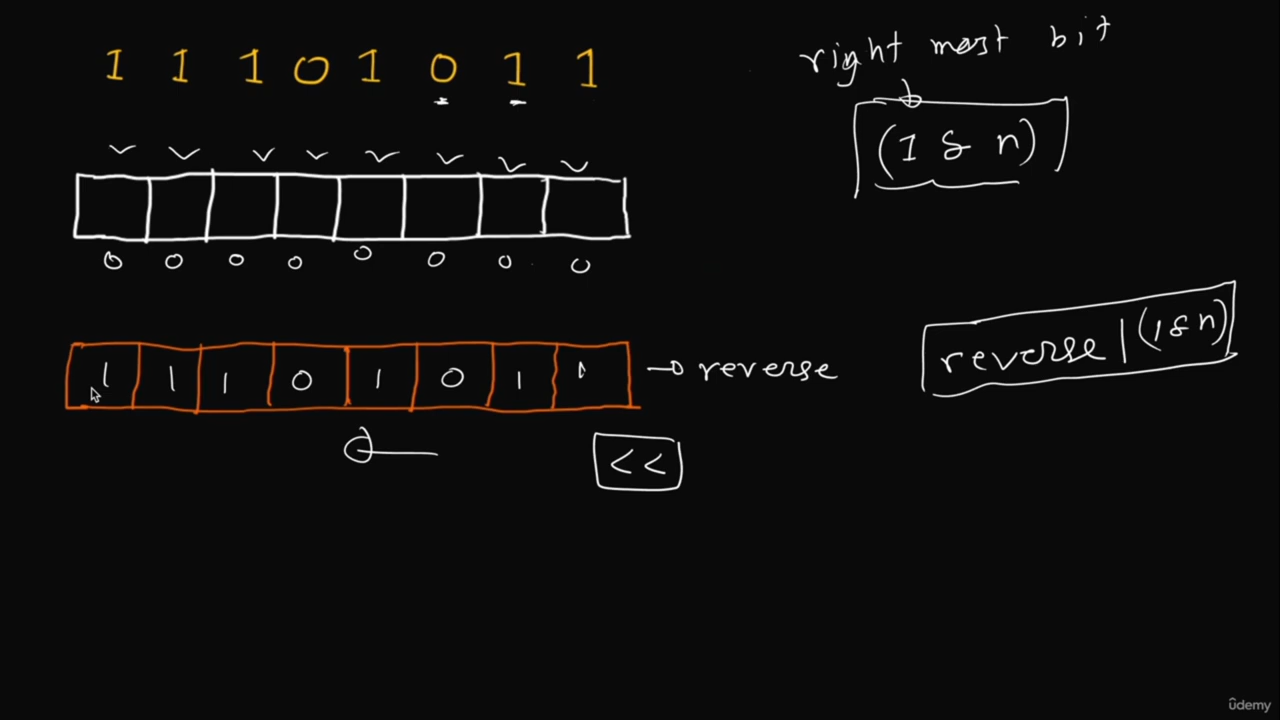 1 1 1 0 1 0 1 1
right most bit
(1 & n)
0 0 0 0 0 0 0 0
1 1 1 0 1 0 1 1
reverse
reverse | (1 & n)
<<
ûdemy